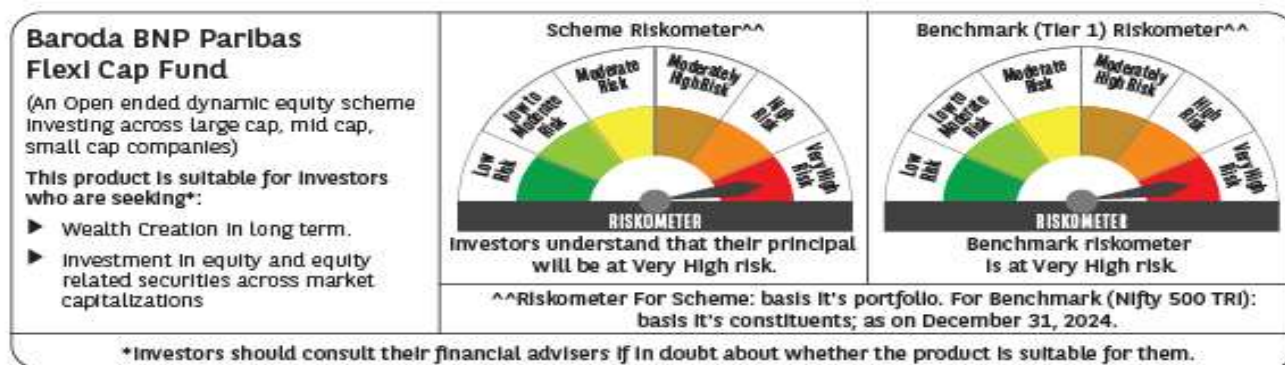 Baroda BNP Paribas
Flexi Cap Fund
(An Open ended dynamic equity scheme
investing across large cap, mid cap,
small cap companies)
This product is suitable for investors
who are seeking*:
► Wealth Creation in long term.
► Investment in equity and equity
related securities across market
capitalizations
Scheme Riskometer^^
Low
Risk
Low to
Moderate
Risk
Moderate
Risk
Moderately
High Risk
High
Risk
Very High
Risk
RISKOMETER
Investors understand that their principal
will be at Very High risk.
Benchmark (Tier 1) Riskometer^^
Low
Risk
Low to
Moderate
Risk
Moderate
Risk
Moderately
High Risk
High
Risk
Very High
Risk
RISKOMETER
Benchmark riskometer
is at Very High risk.
^^Riskometer For Scheme: basis it's portfolio. For Benchmark (Nifty 500 TRI):
basis it's constituents; as on December 31, 2024.
*Investors should consult their financial advisers if in doubt about whether the product is suitable for them.